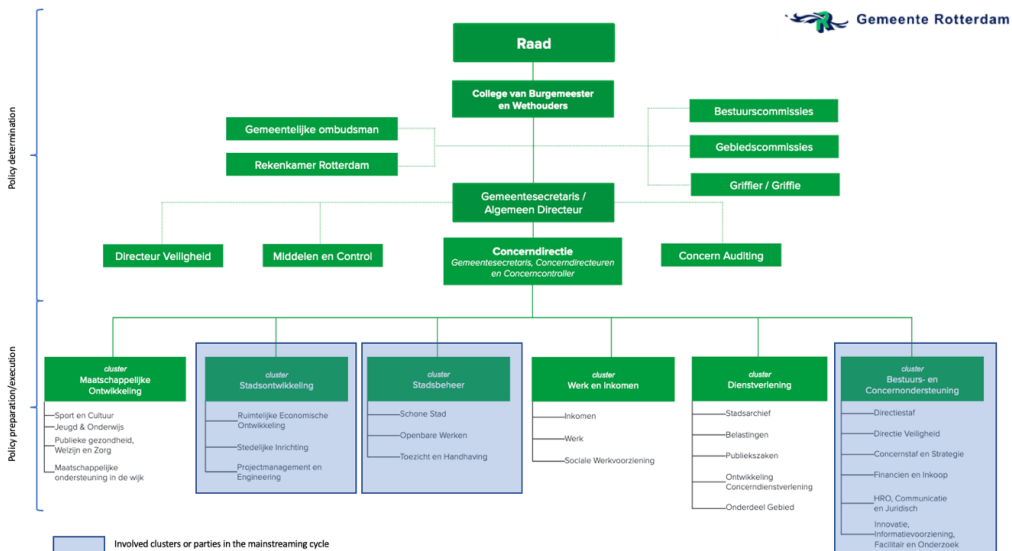 Gemeente Rotterdam
Raad
Policy determination
College van Burgemeester
en Wethouders
Gemeentelijke ombudsman
Rekenkamer Rotterdam
Bestuurscommissies
Gebiedscommissies
Griffier / Griffie
Gemeentesecretaris /
Algemeen Directeur
Directeur Veiligheid
Middelen en Control
Concerndirectie
Gemeentesecretaris, Concerndirecteuren
en Concerncontroller
Concern Auditing
Policy preparation/execution
cluster
Maatschappelijke
Ontwikkeling
Sport en Cultuur
Jeugd & Onderwijs
Publieke gezondheid,
Welzijn en Zorg
Maatschappelijke
ondersteuning in de wijk
cluster
Stadsontwikkeling
Ruimtelijke Economische
Ontwikkeling
Stedelijke Inrichting
Projectmanagement en
Engineering
cluster
Stadsbeheer
Schone Stad
Openbare Werken
Toezicht en Handhaving
cluster
Werk en Inkomen
Inkomen
Werk
Sociale Werkvoorziening
cluster
Dienstverlening
Stadsarchief
Belastingen
Publiekszaken
Ontwikkeling
Concerndienstverlening
Onderdeel Gebied
cluster
Bestuurs- en
Concernondersteuning
Directiestaf
Directie Veiligheid
Concernstaf en Strategie
Financien en Inkoop
HRO, Communicatie
en Juridisch
Innovatie,
Informatievoorziening,
Facilitair en Onderzoek
Involved clusters or parties in the mainstreaming cycle